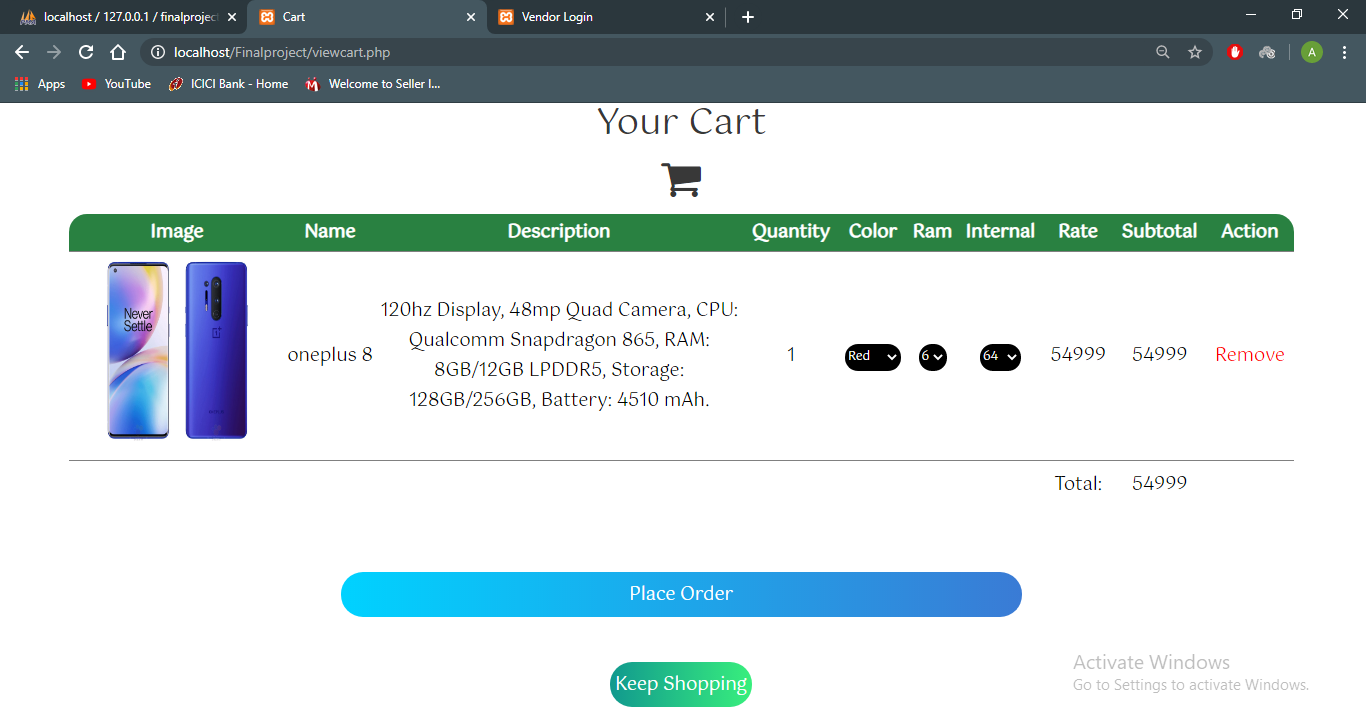 localhost / 127.0.0.1 / finalprojec
Cart
Vendor Login
localhost/Finalproject/viewcart.php
A
Apps
YouTube
ICICI Bank - Home
Welcome to Seller I...
Your Cart
Image Name Description Quantity Color Ram Internal Rate Subtotal Action
Never
Settle
oneplus 8
120hz Display, 48mp Quad Camera, CPU:
Qualcomm Snapdragon 865, RAM:
8GB/12GB LPDDR5, Storage:
128GB/256GB, Battery: 4510 mAh.
1 Red 6 64 54999 54999 Remove
Total: 54999
Place Order
Keep Shopping
Activate Windows
Go to Settings to activate Windows.